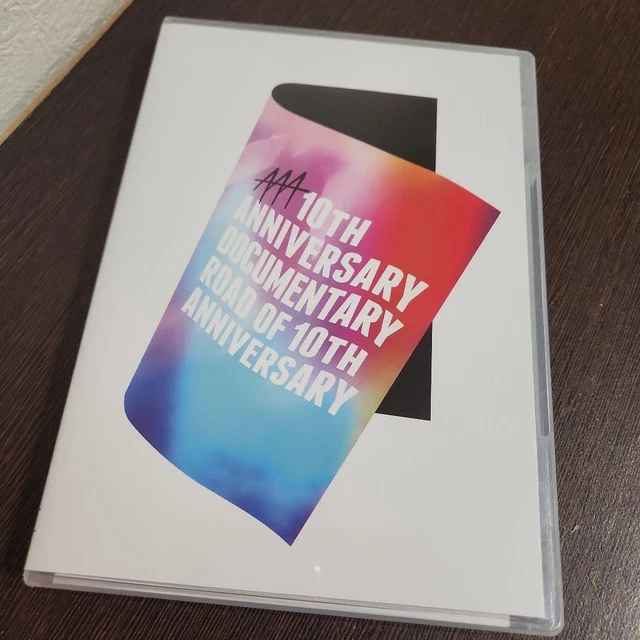 AAA 10TH
ANNIVERSARY
DOCUMENTARY
ROAD OF 10TH
ANNIVERSARY